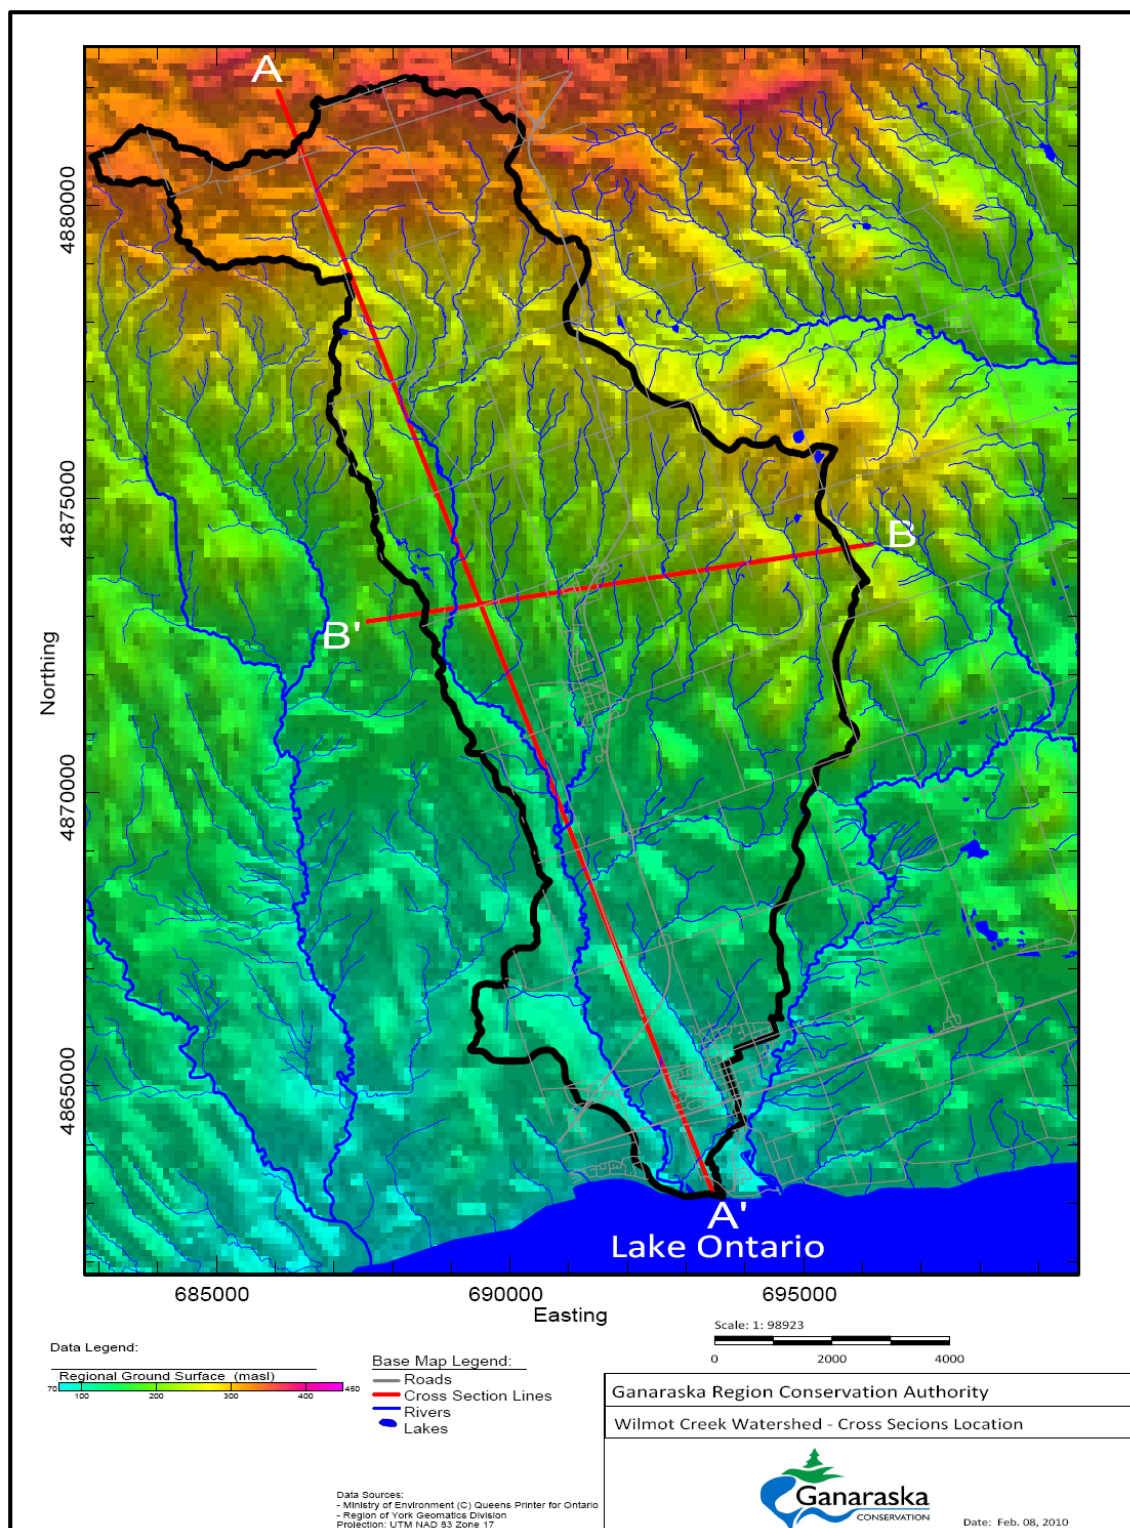 A
4880000
4875000
B
B'
Northing
4870000
4865000
A'
Lake Ontario
685000
690000
695000
Easting
Scale: 1: 98923
0
2000
4000
Data Legend:
Regional Ground Surface (masl)
70
100
200
300
400
450
Base Map Legend:
Roads
Cross Section Lines
Rivers
Lakes
Ganaraska Region Conservation Authority
Wilmot Creek Watershed - Cross Secions Location
Ganaraska
CONSERVATION
Date: Feb. 08, 2010
Data Sources:
- Ministry of Environment (C) Queens Printer for Ontario
- Region of York Geomatics Division
Projection: UTM NAD 83 Zone 17